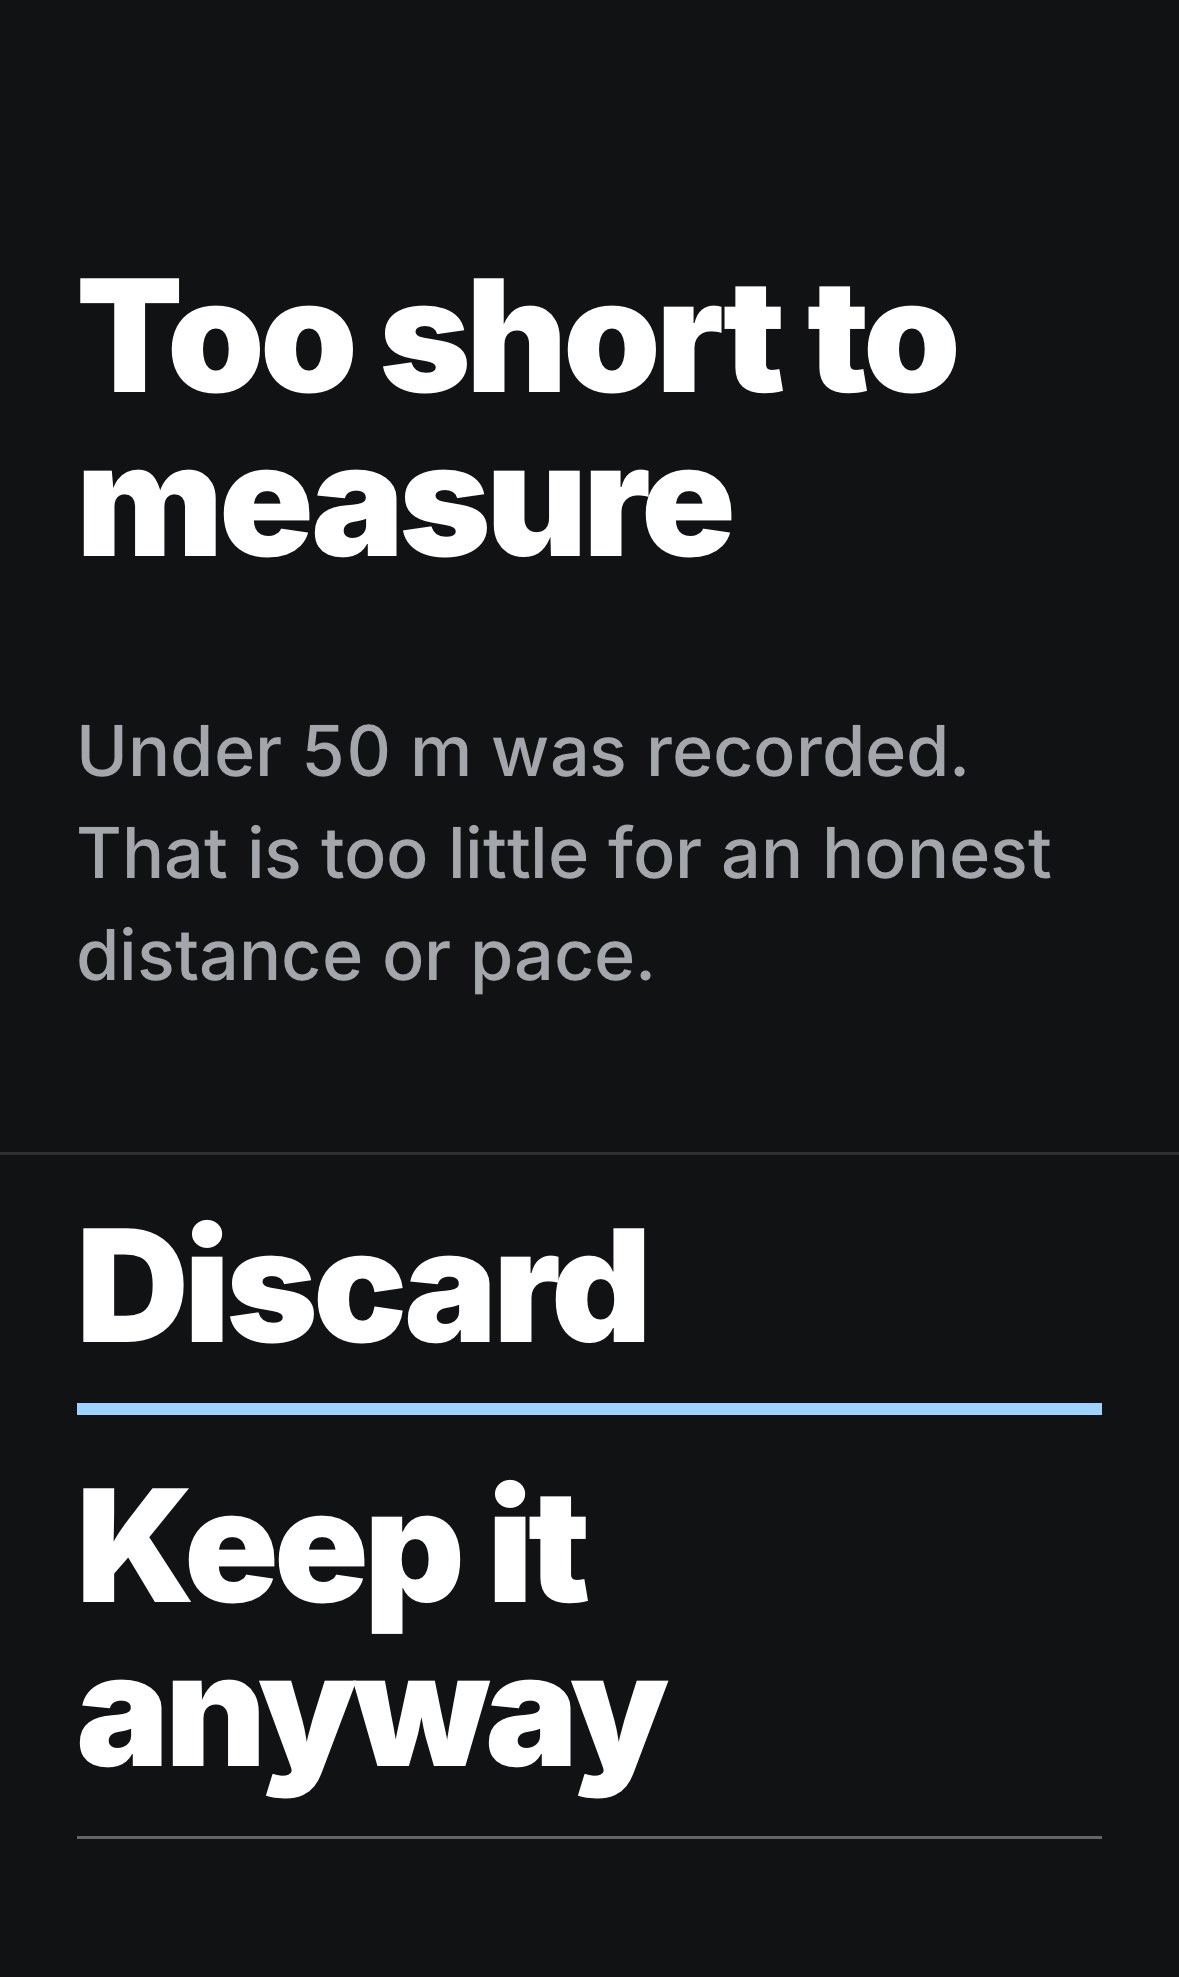 Too short to
measure
Under 50 m was recorded.
That is too little for an honest
distance or pace.
Discard
Keep it
anyway